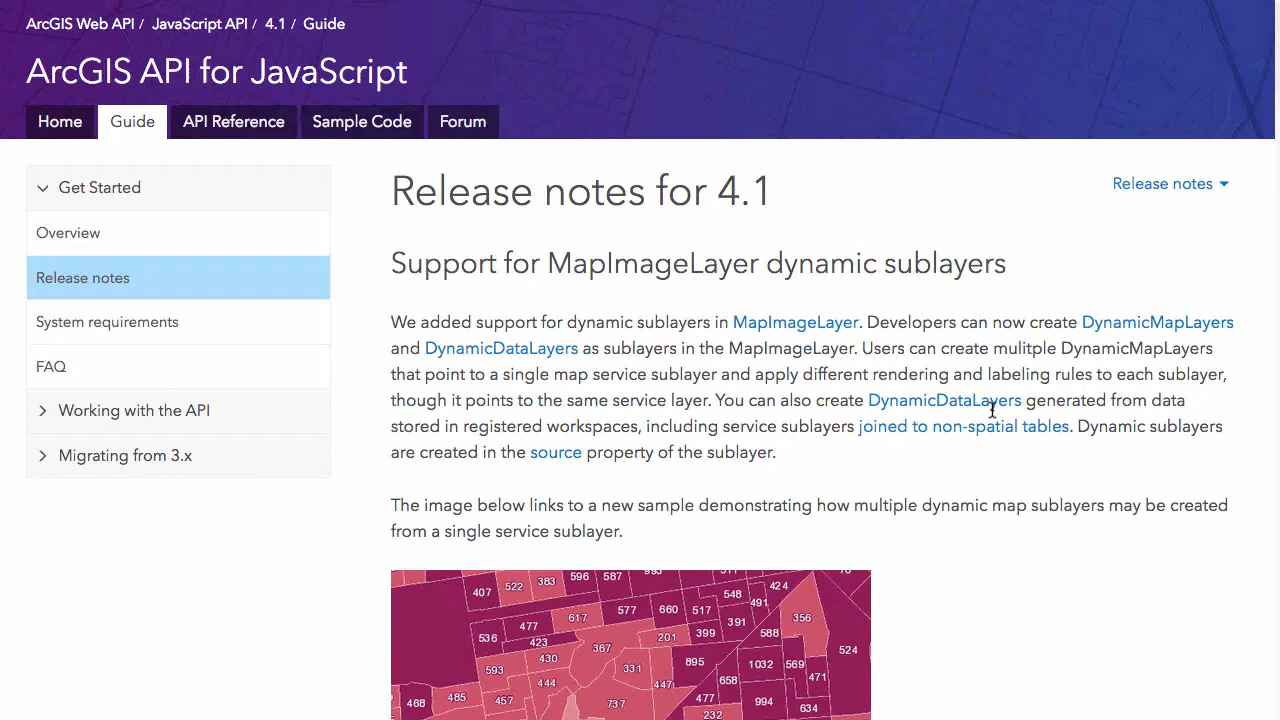 ArcGIS Web API / JavaScript API / 4.1 / Guide
ArcGIS API for JavaScript
Home Guide API Reference Sample Code Forum
Get Started
Overview
Release notes
System requirements
FAQ
Working with the API
Migrating from 3.x
Release notes for 4.1
Release notes
Support for MapImageLayer dynamic sublayers
We added support for dynamic sublayers in MapImageLayer. Developers can now create DynamicMapLayers
and DynamicDataLayers as sublayers in the MapImageLayer. Users can create mulitple DynamicMapLayers
that point to a single map service sublayer and apply different rendering and labeling rules to each sublayer,
though it points to the same service layer. You can also create DynamicDataLayers generated from data
stored in registered workspaces, including service sublayers joined to non-spatial tables. Dynamic sublayers
are created in the source property of the sublayer.
The image below links to a new sample demonstrating how multiple dynamic map sublayers may be created
from a single service sublayer.
407 522 383 596 587
548 424
491
577 660 517
617 391 356
536 477 423 201 399 588
367 524
593 430 331 895 1032 569
444 447 658 471
468 485 457 737 477 994 634
232